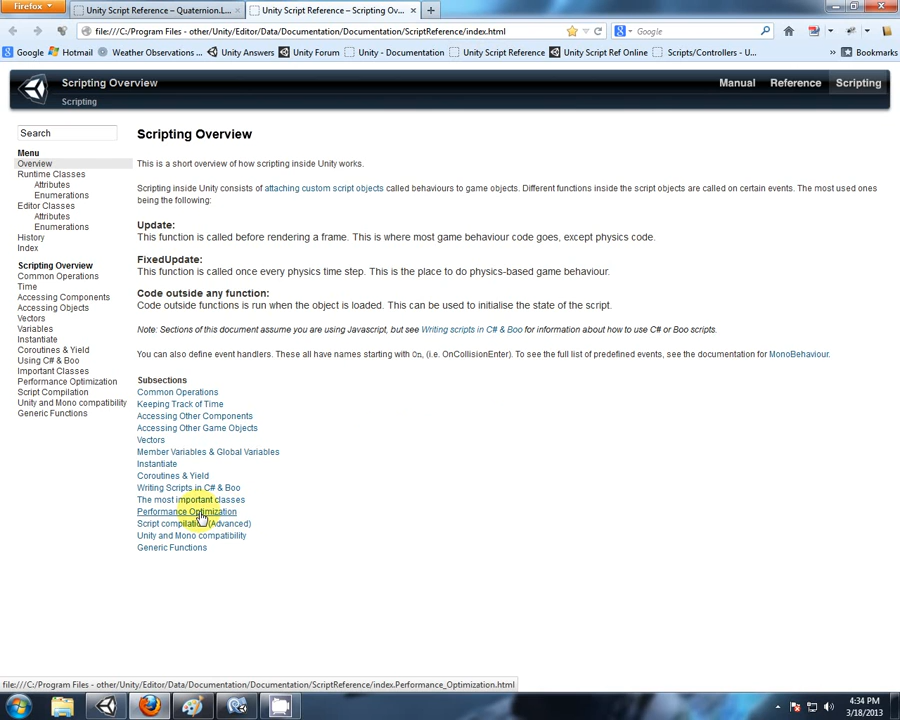 Firefox
Unity Script Reference – Quaternion.L...
Unity Script Reference – Scripting Ov...
file:///C:/Program Files - other/Unity/Editor/Data/Documentation/Documentation/ScriptReference/index.html
Google
Google
Hotmail
Weather Observations ...
Unity Answers
Unity Forum
Unity - Documentation
Unity Script Reference
Unity Script Ref Online
Scripts/Controllers - U...
»
Bookmarks
Scripting Overview
Scripting
Manual
Reference
Scripting
Search
Menu
Overview
Runtime Classes
Attributes
Enumerations
Editor Classes
Attributes
Enumerations
History
Index
Scripting Overview
Common Operations
Time
Accessing Components
Accessing Objects
Vectors
Variables
Instantiate
Coroutines & Yield
Using C# & Boo
Important Classes
Performance Optimization
Script Compilation
Unity and Mono compatibility
Generic Functions
Scripting Overview
This is a short overview of how scripting inside Unity works.
Scripting inside Unity consists of attaching custom script objects called behaviours to game objects. Different functions inside the script objects are called on certain events. The most used ones
being the following:
Update:
This function is called before rendering a frame. This is where most game behaviour code goes, except physics code.
FixedUpdate:
This function is called once every physics time step. This is the place to do physics-based game behaviour.
Code outside any function:
Code outside functions is run when the object is loaded. This can be used to initialise the state of the script.
Note: Sections of this document assume you are using Javascript, but see Writing scripts in C# & Boo for information about how to use C# or Boo scripts.
You can also define event handlers. These all have names starting with On, (i.e. OnCollisionEnter). To see the full list of predefined events, see the documentation for MonoBehaviour.
Subsections
Common Operations
Keeping Track of Time
Accessing Other Components
Accessing Other Game Objects
Vectors
Member Variables & Global Variables
Instantiate
Coroutines & Yield
Writing Scripts in C# & Boo
The most important classes
Performance Optimization
Script compilation (Advanced)
Unity and Mono compatibility
Generic Functions
file:///C:/Program Files - other/Unity/Editor/Data/Documentation/Documentation/ScriptReference/index.Performance_Optimization.html
4:34 PM
3/18/2013